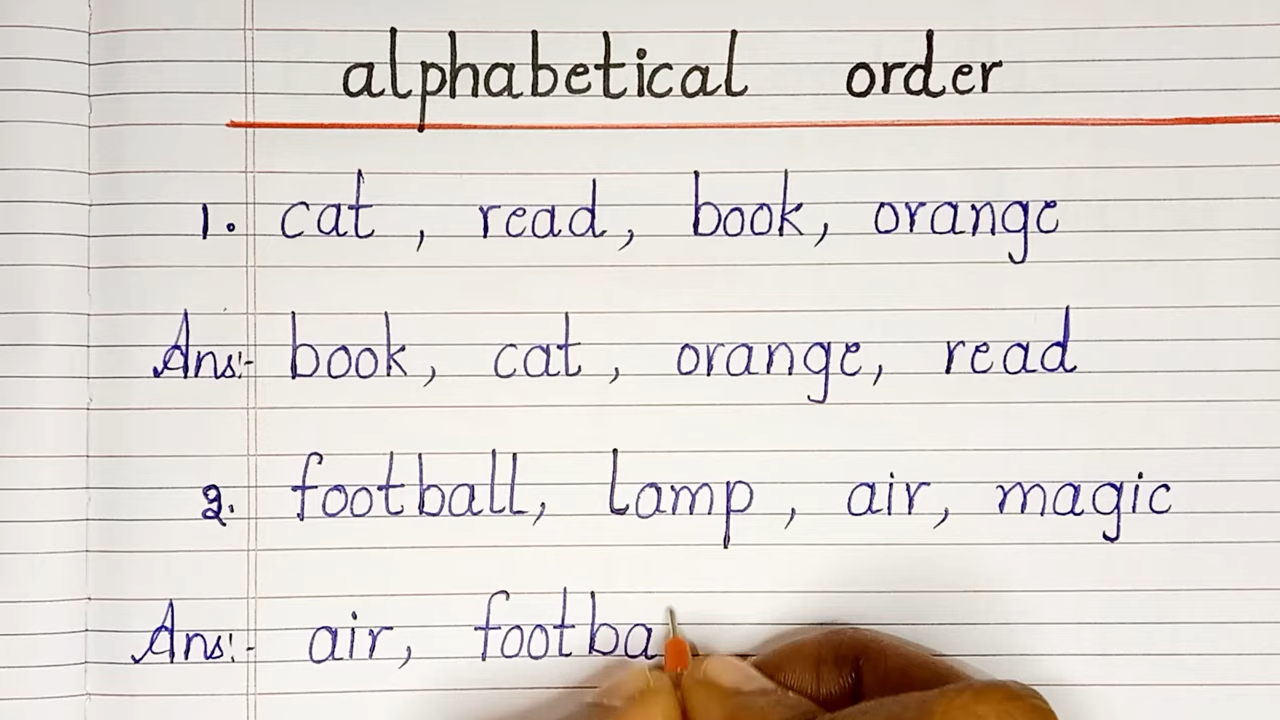 alphabetical order
1. cat, read, book, orange
Ans:- book, cat, orange, read
2. football, lamp, air, magic
Ans:- air, footba